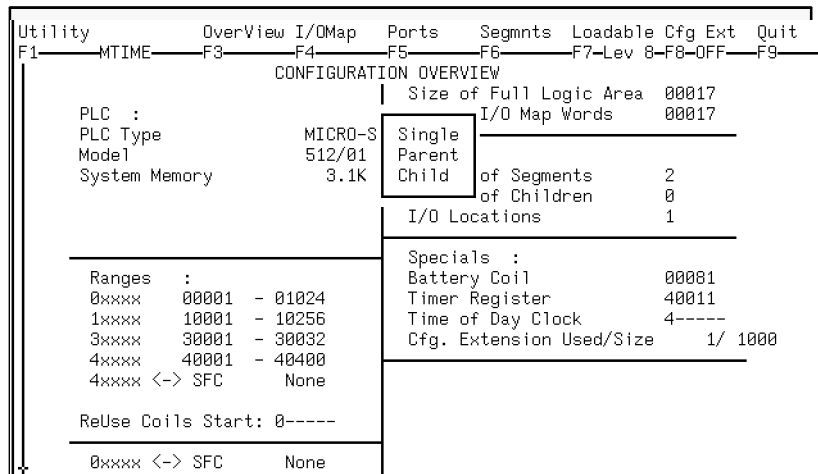 Utility OverView I/OMap Ports Segmnts Loadable Cfg Ext Quit
F1 MTIME F3 F4 F5 F6 F7-Lev 8-F8-OFF F9
CONFIGURATION OVERVIEW
Size of Full Logic Area 00017
PLC : I/O Map Words 00017
PLC Type MICRO-S Single
Model 512/01 Parent
System Memory 3.1K Child of Segments 2
of Children 0
I/O Locations 1
Specials :
Ranges : Battery Coil 00081
0xxxx 00001 - 01024 Timer Register 40011
1xxxx 10001 - 10256 Time of Day Clock 4-----
3xxxx 30001 - 30032 Cfg. Extension Used/Size 1/ 1000
4xxxx 40001 - 40400
4xxxx <-> SFC None
ReUse Coils Start: 0-----
0xxxx <-> SFC None